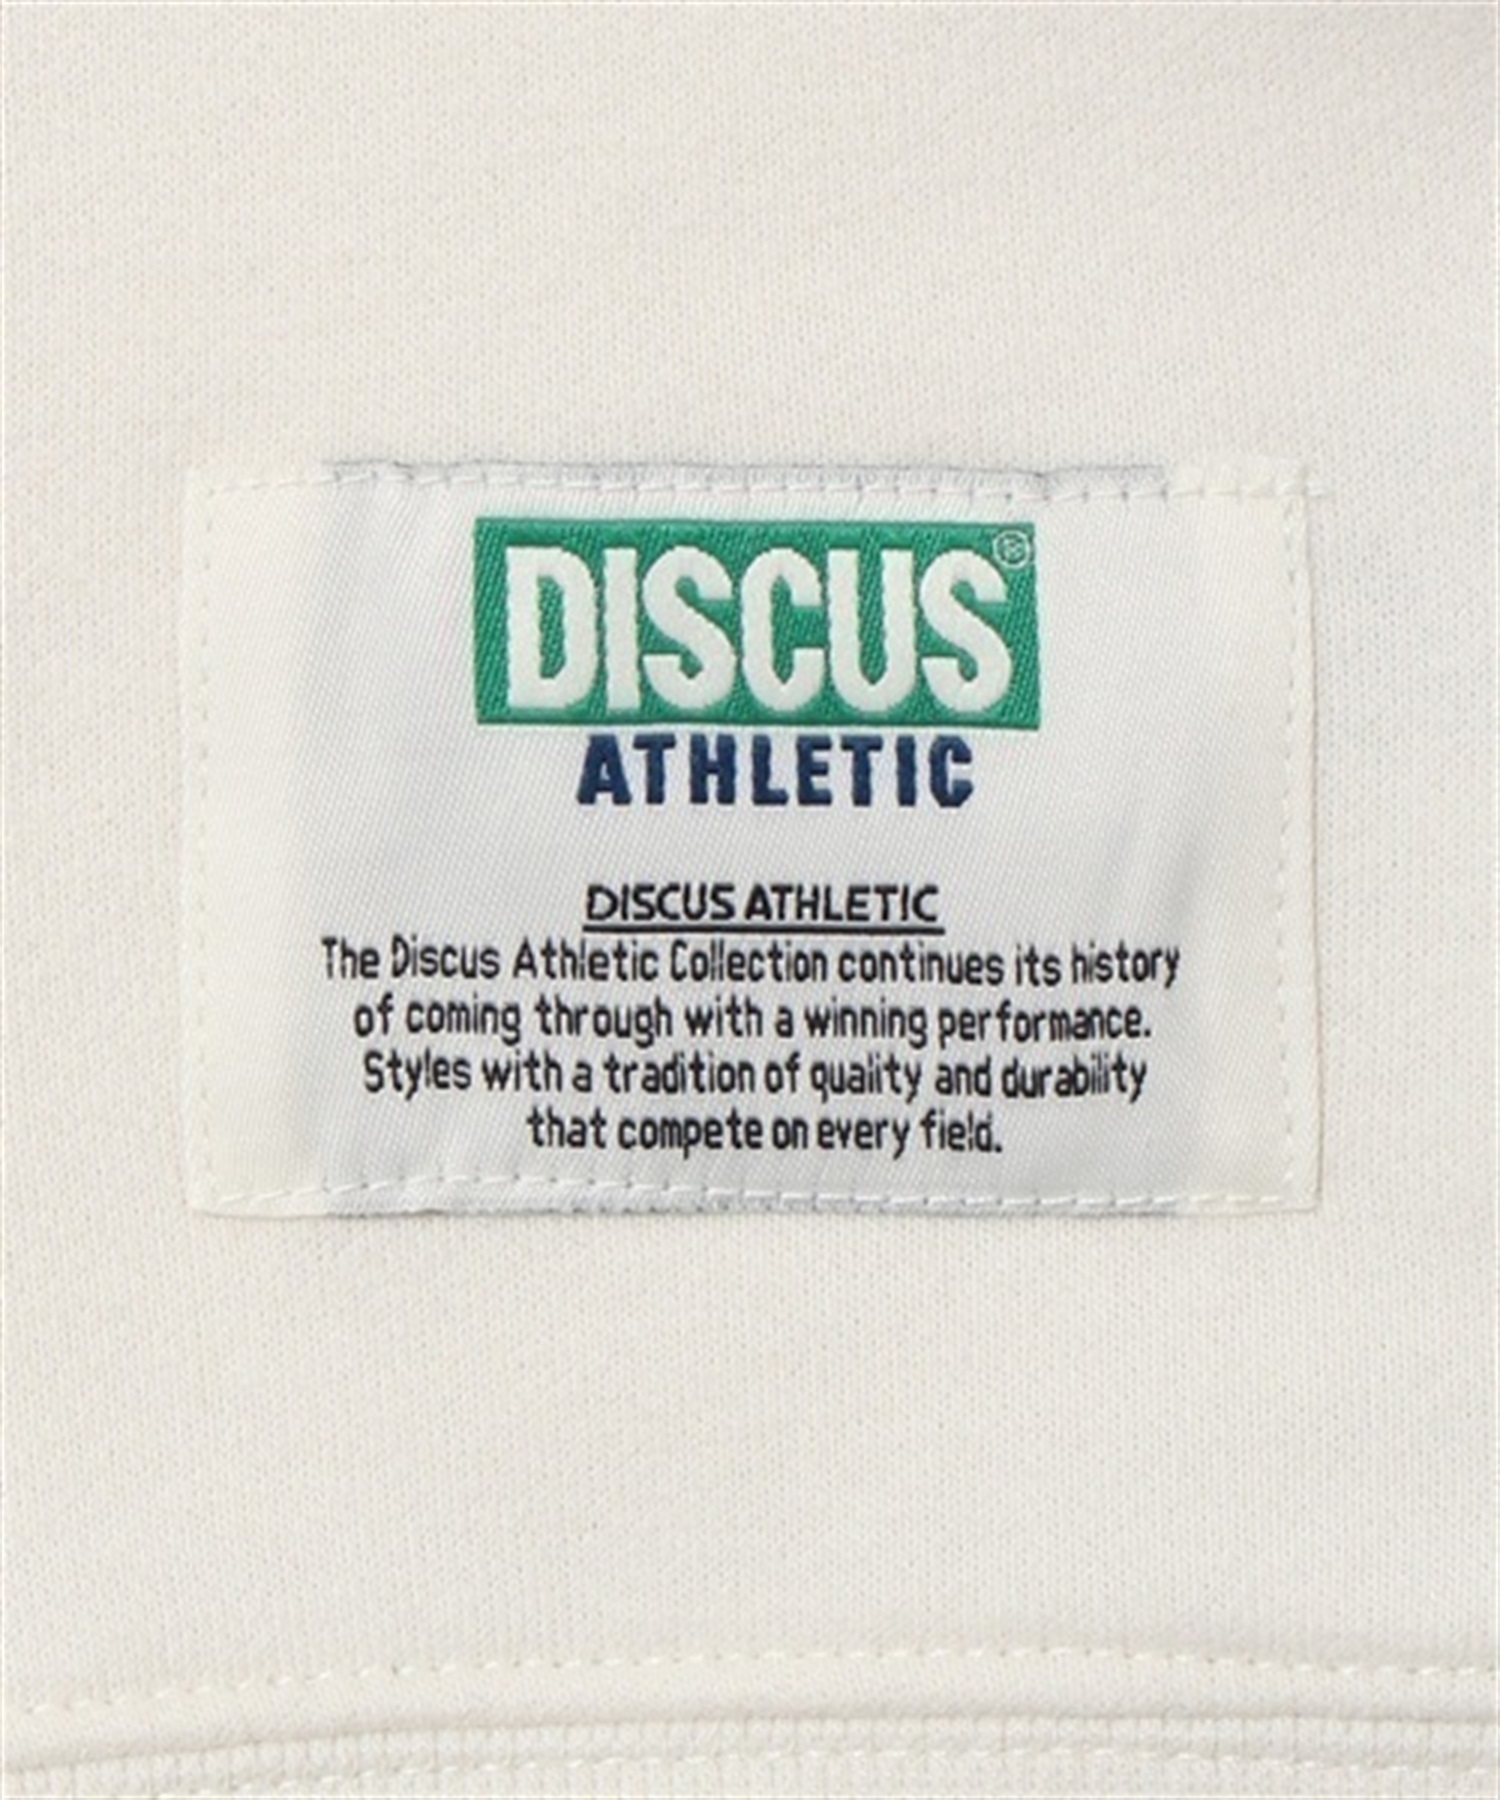 DISCUS®
ATHLETIC
DISCUS ATHLETIC
The Discus Athletic Collection continues its history
of coming through with a winning performance.
Styles with a tradition of quality and durability
that compete on every field.